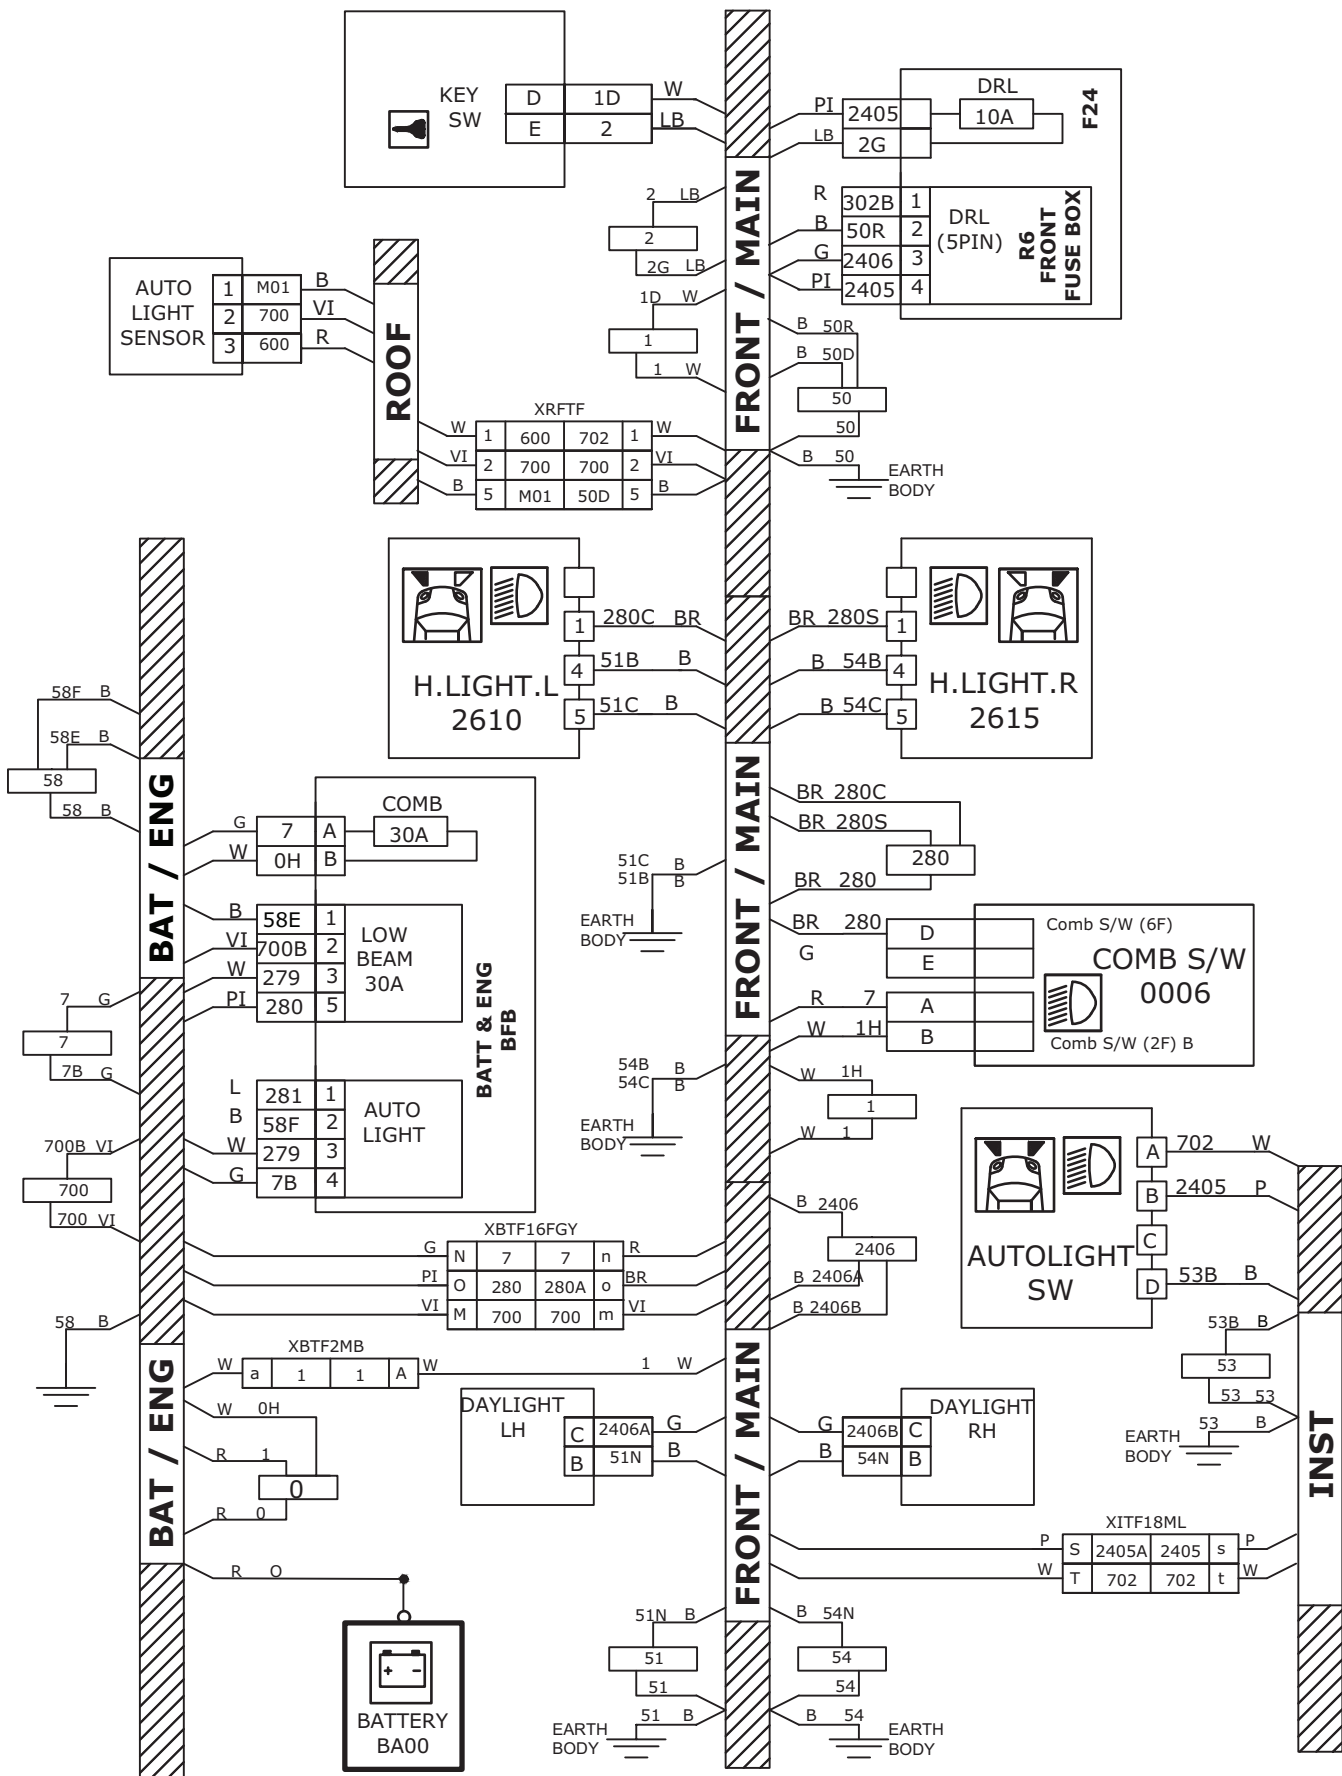 KEY
SW
D 1D W
E 2 LB
DRL
10A
F24
PI 2405
LB 2G
FRONT / MAIN
2 LB
2
2G LB
1D W
1
1 W
R 302B 1
B 50R 2
G 2406 3
PI 2405 4
DRL
(5PIN)
R6
FRONT
FUSE BOX
B 50R
B 50D
50
50
B 50
EARTH
BODY
AUTO
LIGHT
SENSOR
1 M01 B
2 700 VI
3 600 R
ROOF
XRFTF
W 1 600 702 1 W
VI 2 700 700 2 VI
B 5 M01 50D 5 B
H.LIGHT.L
2610
1 280C BR
4 51B B
5 51C B
BR 280S 1
B 54B 4
B 54C 5
H.LIGHT.R
2615
58F B
58E B
58
58 B
BAT / ENG
COMB
30A
G 7 A
W 0H B
B 58E 1
VI 700B 2
W 279 3
PI 280 5
LOW
BEAM
30A
BATT & ENG
BFB
L 281 1
B 58F 2
W 279 3
G 7B 4
AUTO
LIGHT
7 G
7
7B G
700B VI
700
700 VI
FRONT / MAIN
BR 280C
BR 280S
280
BR 280
BR 280 D
G E
R 7 A
W 1H B
Comb S/W (6F)
COMB S/W
0006
Comb S/W (2F) B
51C B
51B B
EARTH
BODY
54B B
54C B
EARTH
BODY
W 1H
1
W 1
AUTOLIGHT
SW
A 702 W
B 2405 P
C
D 53B B
B 2406
2406
B 2406A
B 2406B
XBTF16FGY
G N 7 7 n R
PI O 280 280A o BR
VI M 700 700 m VI
58 B
XBTF2MB
W a 1 1 A W
1 W
BAT / ENG
W 0H
R 1
0
R 0
R O
BATTERY
BA00
+ -
DAYLIGHT
LH
C 2406A G
B 51N B
FRONT / MAIN
G 2406B C
B 54N B
DAYLIGHT
RH
53B B
53
53 53
53 B
EARTH
BODY
INST
XITF18ML
P S 2405A 2405 s P
W T 702 702 t W
51N B
51
51
51 B
EARTH
BODY
B 54N
54
54
B 54
EARTH
BODY